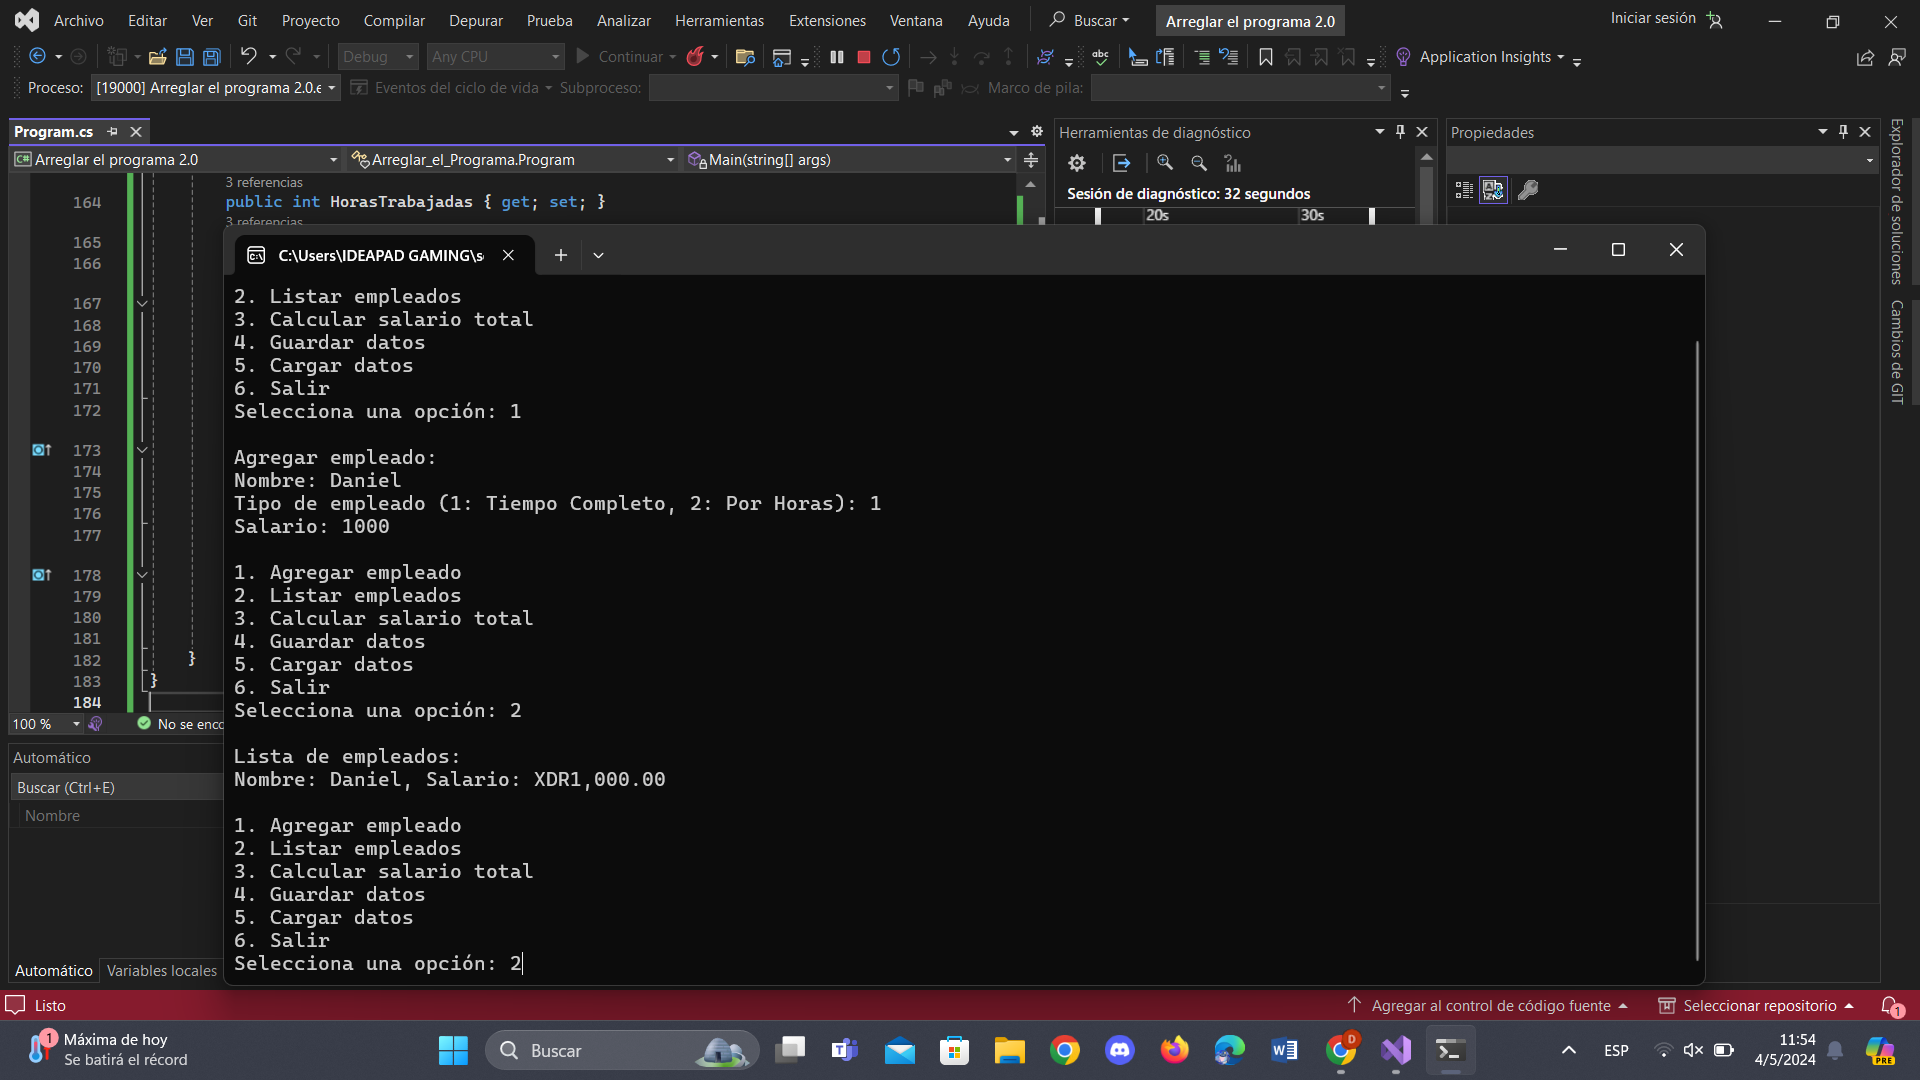 Archivo Editar Ver Git Proyecto Compilar Depurar Prueba Analizar Herramientas Extensiones Ventana Ayuda Buscar Arreglar el programa 2.0 Iniciar sesión
Debug Any CPU Continuar Application Insights
Proceso: [19000] Arreglar el programa 2.0.e Eventos del ciclo de vida Subproceso: Marco de pila:
Program.cs
C# Arreglar el programa 2.0 Arreglar_el_Programa.Program Main(string[] args)
3 referencias
164 public int HorasTrabajadas { get; set; }
3 referencias
165
166
167
168
169
170
171
172
173
174
175
176
177
178
179
180
181
182 }
183 }
184
100 % No se enco
Automático
Buscar (Ctrl+E)
Nombre
Automático Variables locales
Herramientas de diagnóstico
Sesión de diagnóstico: 32 segundos
20s 30s
Propiedades
Explorador de soluciones
Cambios de GIT
C:\Users\IDEAPAD GAMING\s
2. Listar empleados
3. Calcular salario total
4. Guardar datos
5. Cargar datos
6. Salir
Selecciona una opción: 1
Agregar empleado:
Nombre: Daniel
Tipo de empleado (1: Tiempo Completo, 2: Por Horas): 1
Salario: 1000
1. Agregar empleado
2. Listar empleados
3. Calcular salario total
4. Guardar datos
5. Cargar datos
6. Salir
Selecciona una opción: 2
Lista de empleados:
Nombre: Daniel, Salario: XDR1,000.00
1. Agregar empleado
2. Listar empleados
3. Calcular salario total
4. Guardar datos
5. Cargar datos
6. Salir
Selecciona una opción: 2
Listo Agregar al control de código fuente Seleccionar repositorio 1
1 Máxima de hoy
Se batirá el récord
Buscar
D
ESP
11:54
4/5/2024
PRE